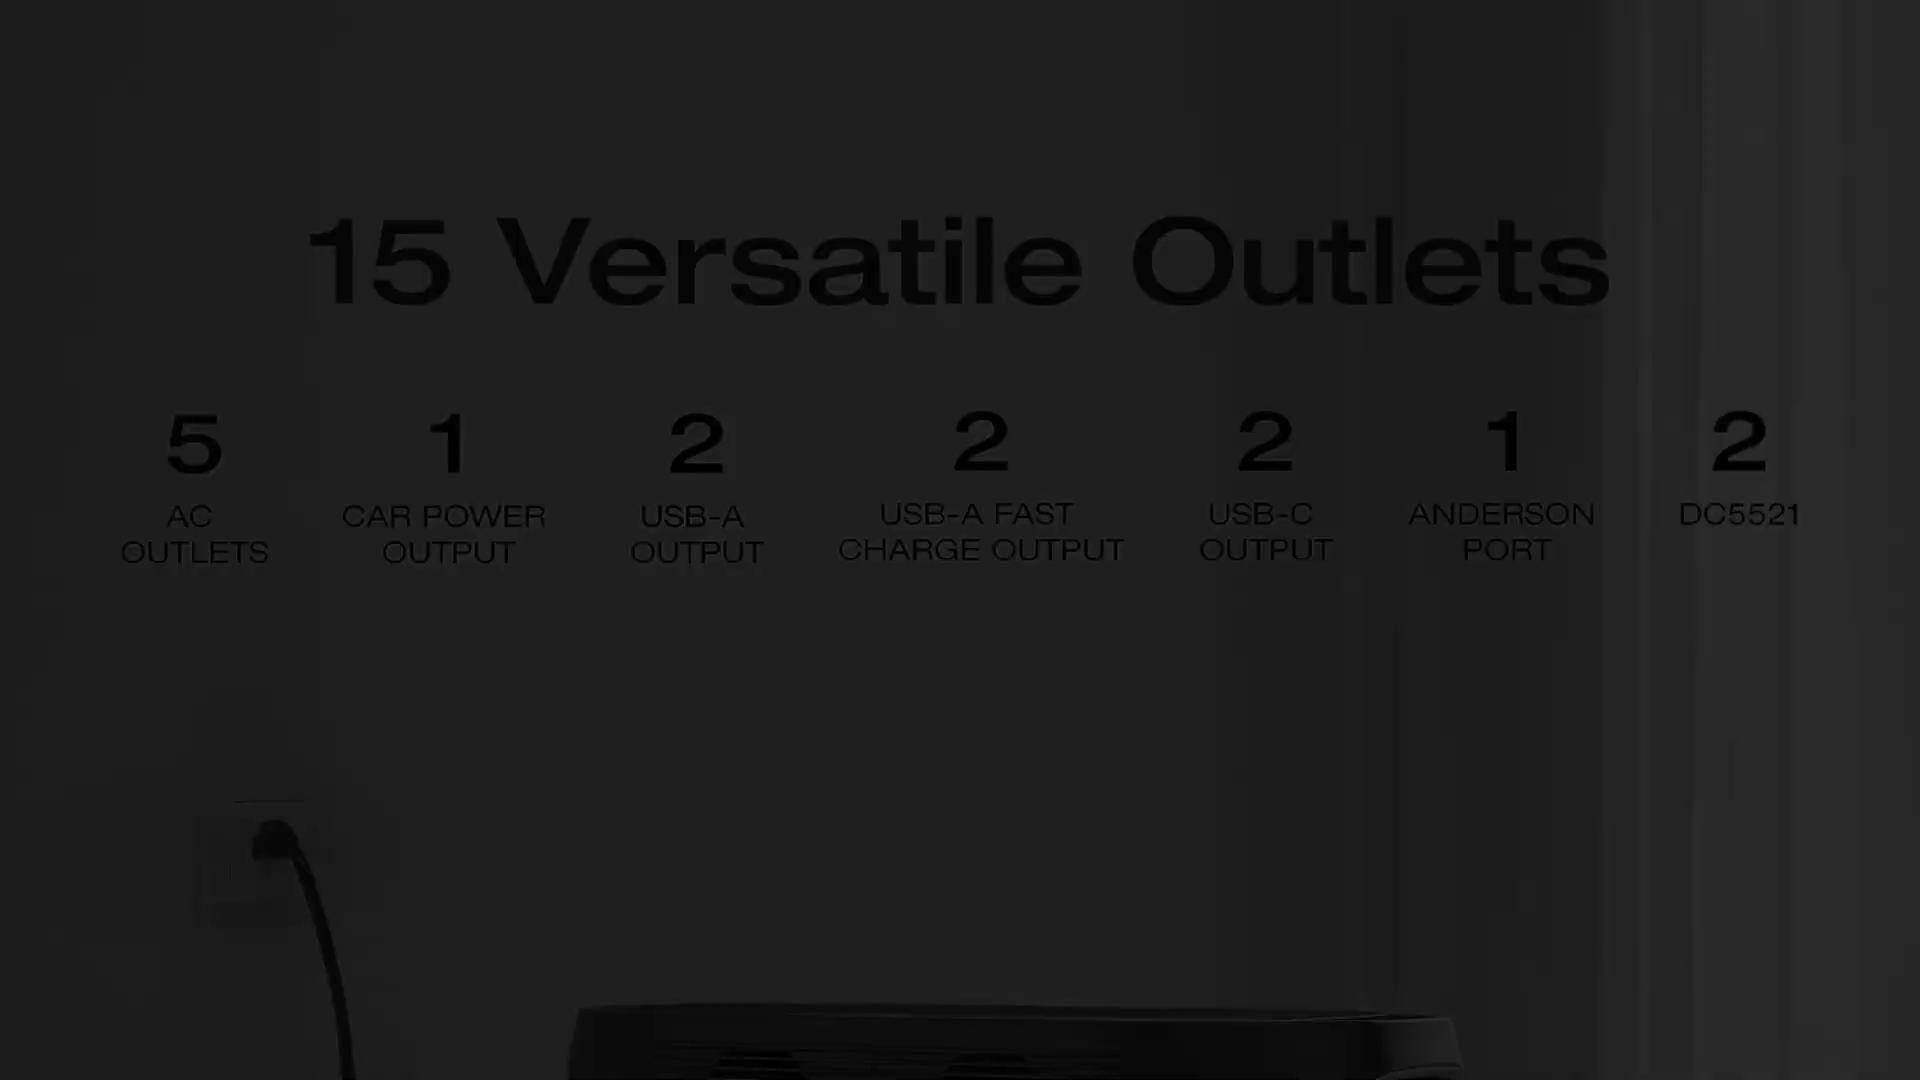 15 Versatile Outlets
5
AC
OUTLETS
1
CAR POWER
OUTPUT
2
USB-A
OUTPUT
2
USB-A FAST
CHARGE OUTPUT
2
USB-C
OUTPUT
1
ANDERSON
PORT
2
DC5521